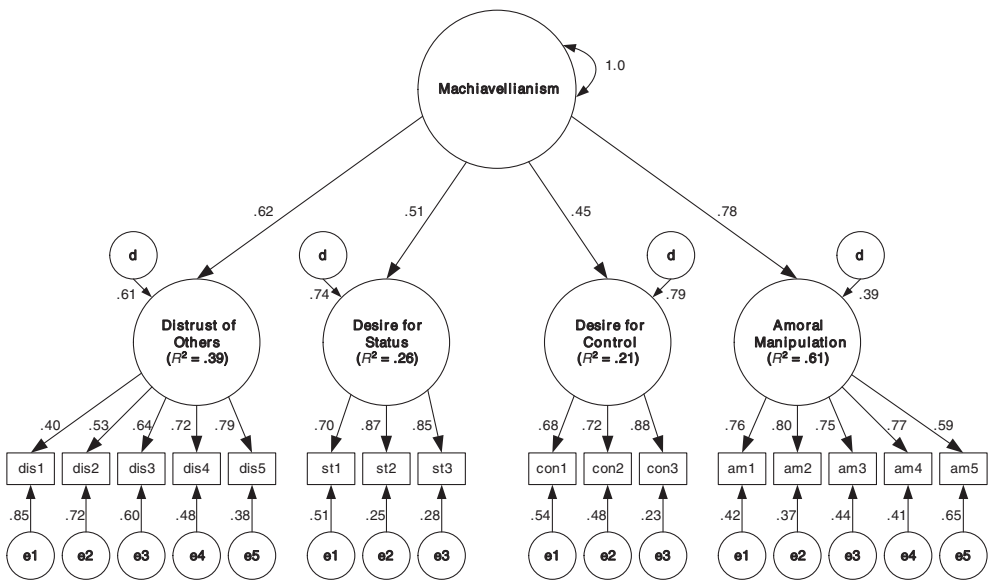 Machiavellianism
1.0
.62
.51
.45
.78
d
d
d
d
.61
.74
.79
.39
Distrust of
Others
(R² = .39)
Desire for
Status
(R² = .26)
Desire for
Control
(R² = .21)
Amoral
Manipulation
(R² = .61)
.40 .53 .64 .72 .79
.70 .87 .85
.68 .72 .88
.76 .80 .75 .77 .59
dis1 dis2 dis3 dis4 dis5
st1 st2 st3
con1 con2 con3
am1 am2 am3 am4 am5
.85 .72 .60 .48 .38
.51 .25 .28
.54 .48 .23
.42 .37 .44 .41 .65
e1 e2 e3 e4 e5
e1 e2 e3
e1 e2 e3
e1 e2 e3 e4 e5